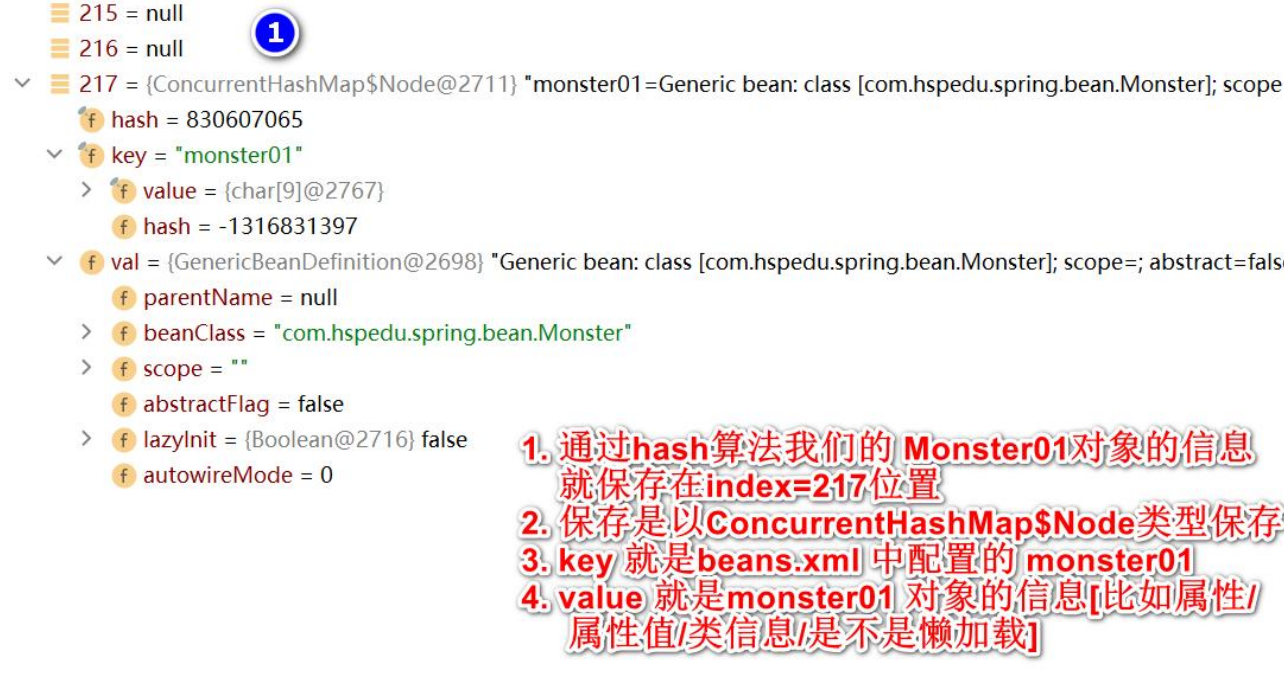 215 = null
216 = null
1
217 = {ConcurrentHashMap$Node@2711} "monster01=Generic bean: class [com.hspedu.spring.bean.Monster]; scope
f hash = 830607065
f key = "monster01"
f value = {char[9]@2767}
f hash = -1316831397
f val = {GenericBeanDefinition@2698} "Generic bean: class [com.hspedu.spring.bean.Monster]; scope=; abstract=false
f parentName = null
f beanClass = "com.hspedu.spring.bean.Monster"
f scope = ""
f abstractFlag = false
f lazyInit = {Boolean@2716} false
f autowireMode = 0
1. 通过hash算法我们的 Monster01对象的信息
就保存在index=217位置
2. 保存是以ConcurrentHashMap$Node类型保存
3. key 就是beans.xml 中配置的 monster01
4. value 就是monster01 对象的信息[比如属性/
属性值/类信息/是不是懒加载]